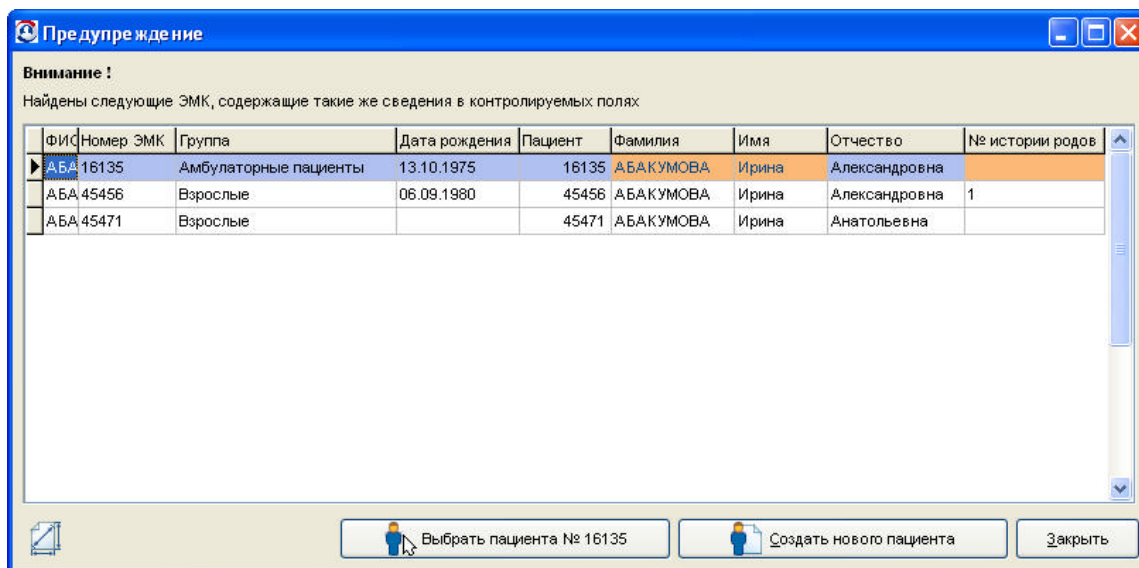 Предупреждение
Внимание !
Найдены следующие ЭМК, содержащие такие же сведения в контролируемых полях
ФИО Номер ЭМК Группа Дата рождения Пациент Фамилия Имя Отчество № истории родов
АБА 16135 Амбулаторные пациенты 13.10.1975 16135 АБАКУМОВА Ирина Александровна
АБА 45456 Взрослые 06.09.1980 45456 АБАКУМОВА Ирина Александровна 1
АБА 45471 Взрослые 45471 АБАКУМОВА Ирина Анатольевна
Выбрать пациента № 16135 Создать нового пациента Закрыть